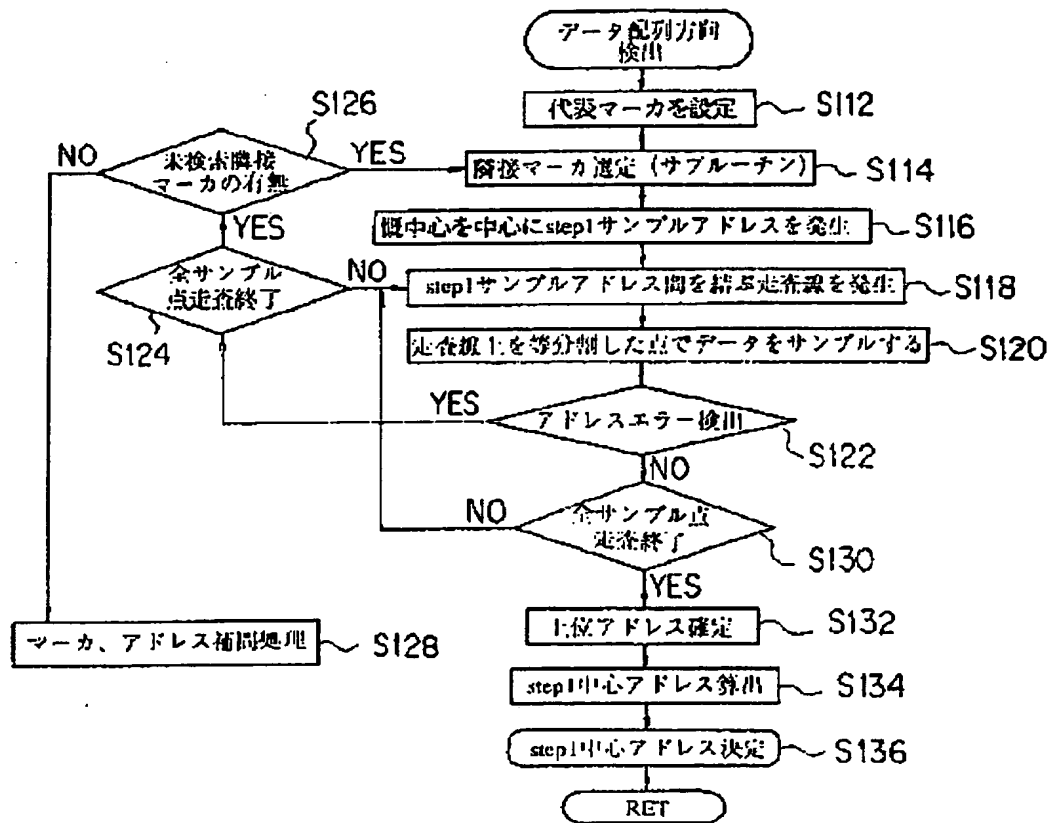 データ配列方向
検出
代表マーカを設定
S112
S126
NO
未検索隣接
マーカの有無
YES
隣接マーカ選定(サブルーチン)
S114
YES
概中心を中心にstep1サンプルアドレスを発生
S116
全サンプル
点走査終了
NO
step1サンプルアドレス間を結ぶ走査線を発生
S118
S124
走査線上を等分割した点でデータをサンプルする
S120
YES
アドレスエラー検出
S122
NO
NO
全サンプル点
走査終了
S130
YES
マーカ、アドレス補間処理
S128
上位アドレス確定
S132
step1中心アドレス算出
S134
step1中心アドレス決定
S136
RET